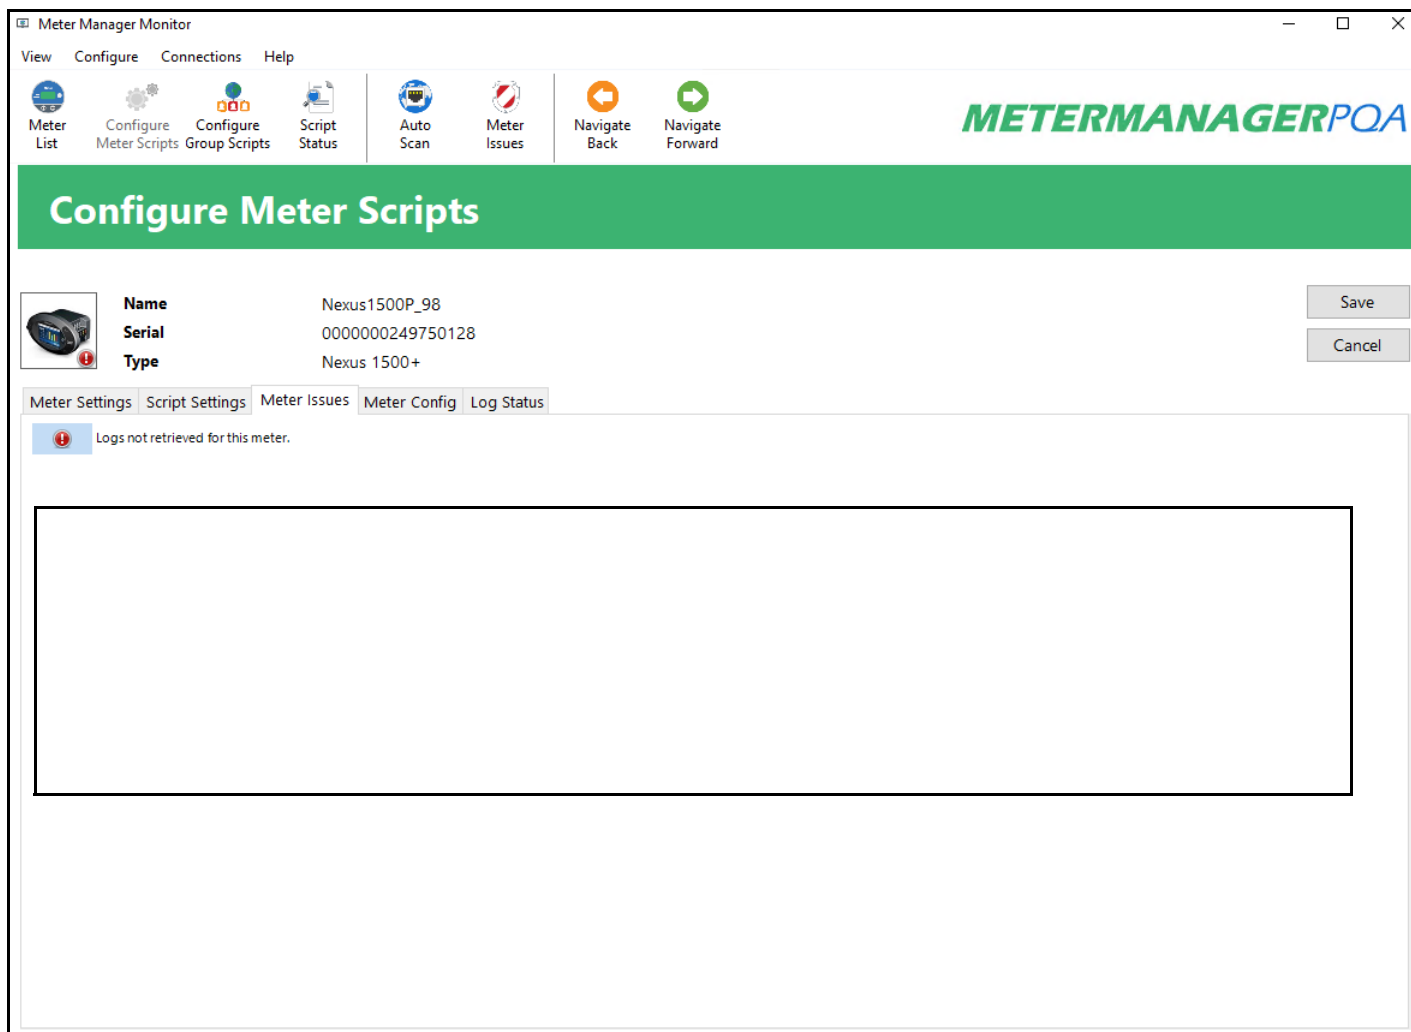 Meter Manager Monitor
View Configure Connections Help
Meter List
Configure Meter Scripts
Configure Group Scripts
Script Status
Auto Scan
Meter Issues
Navigate Back
Navigate Forward
METERMANAGERPQA
Configure Meter Scripts
Name Nexus1500P_98
Serial 0000000249750128
Type Nexus 1500+
Save
Cancel
Meter Settings Script Settings Meter Issues Meter Config Log Status
Logs not retrieved for this meter.